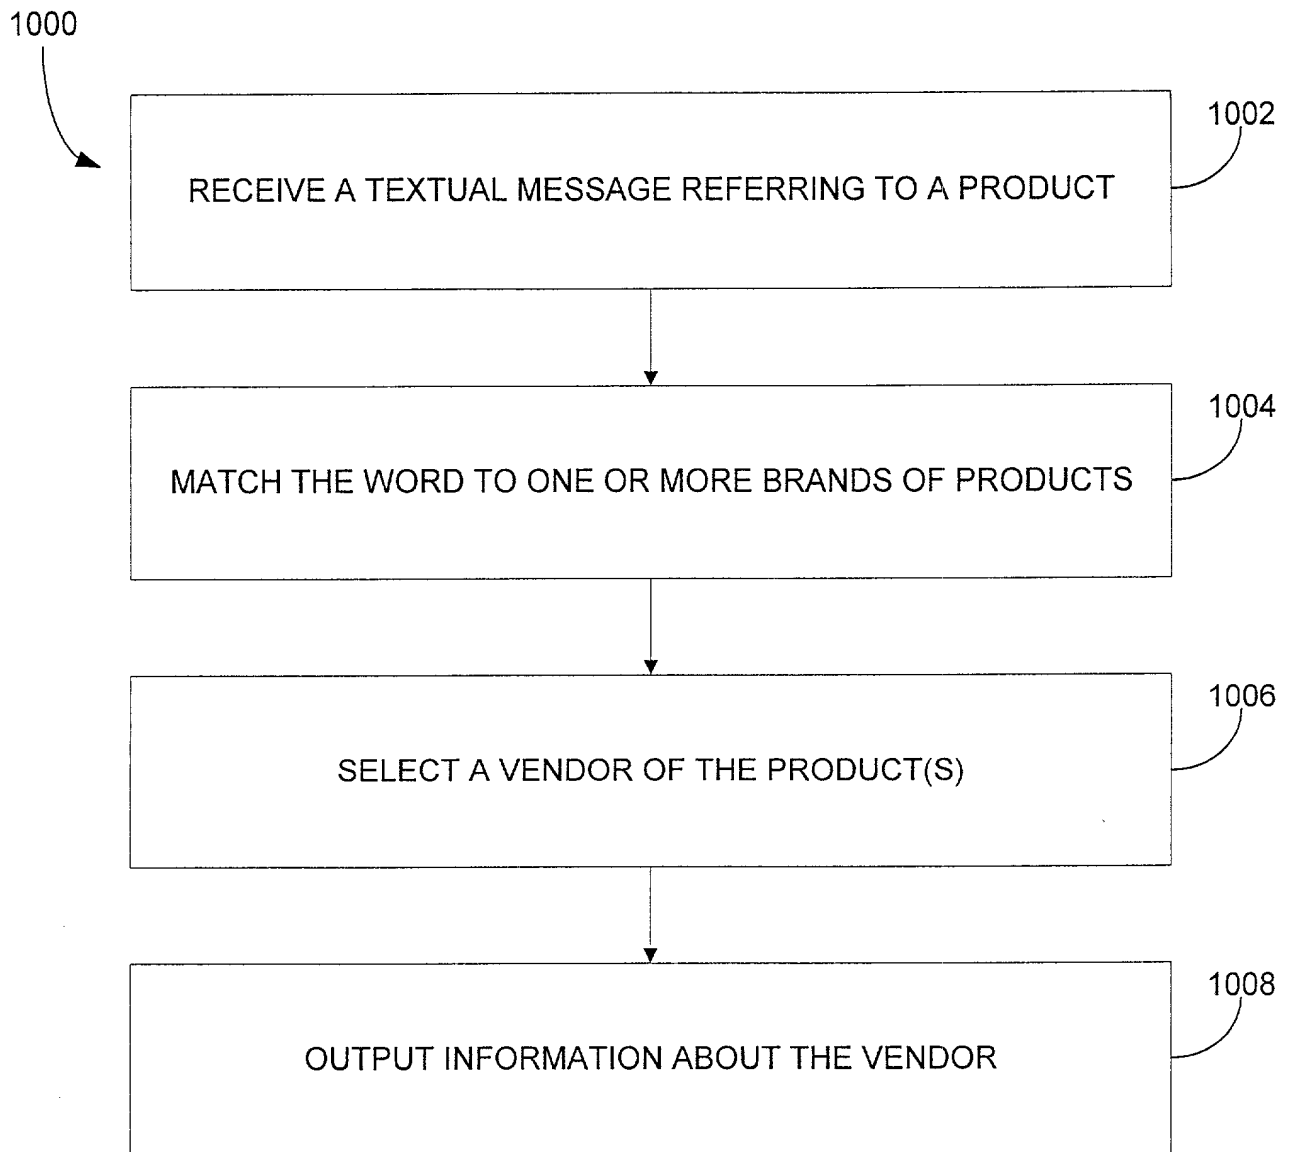 1000
1002
RECEIVE A TEXTUAL MESSAGE REFERRING TO A PRODUCT
1004
MATCH THE WORD TO ONE OR MORE BRANDS OF PRODUCTS
1006
SELECT A VENDOR OF THE PRODUCT(S)
1008
OUTPUT INFORMATION ABOUT THE VENDOR